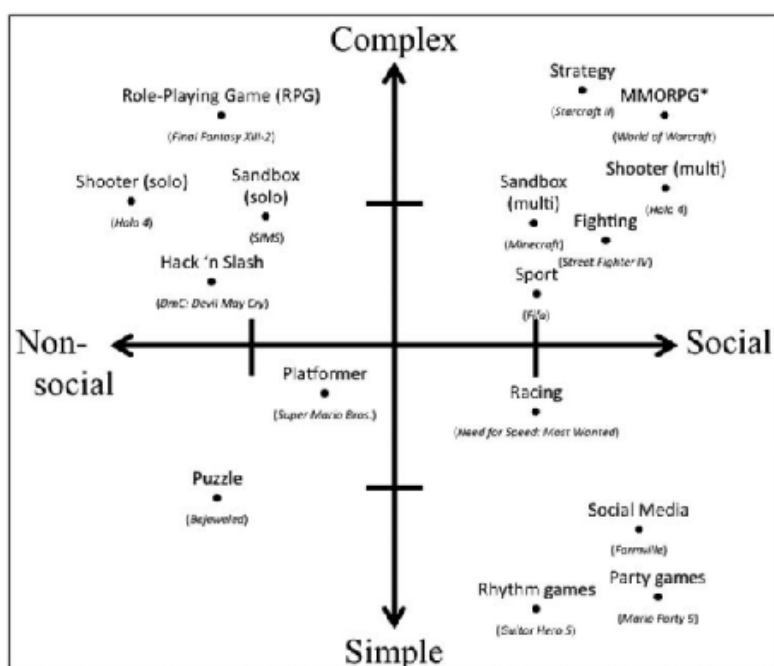 Complex
Strategy
(Starcraft II)
Role-Playing Game (RPG)
(Final Fantasy XIII-2)
MMORPG*
(World of Warcraft)
Shooter (solo)
(Halo 4)
Sandbox
(solo)
(SIMS)
Shooter (multi)
(Halo 4)
Sandbox
(multi)
(Minecraft)
Fighting
(Street Fighter IV)
Hack 'n Slash
(DmC: Devil May Cry)
Sport
(Fifa)
Non-
social
Social
Platformer
(Super Mario Bros.)
Racing
(Need for Speed: Most Wanted)
Puzzle
(Bejeweled)
Social Media
(Farmville)
Rhythm games
(Guitar Hero 5)
Party games
(Mario Party 5)
Simple